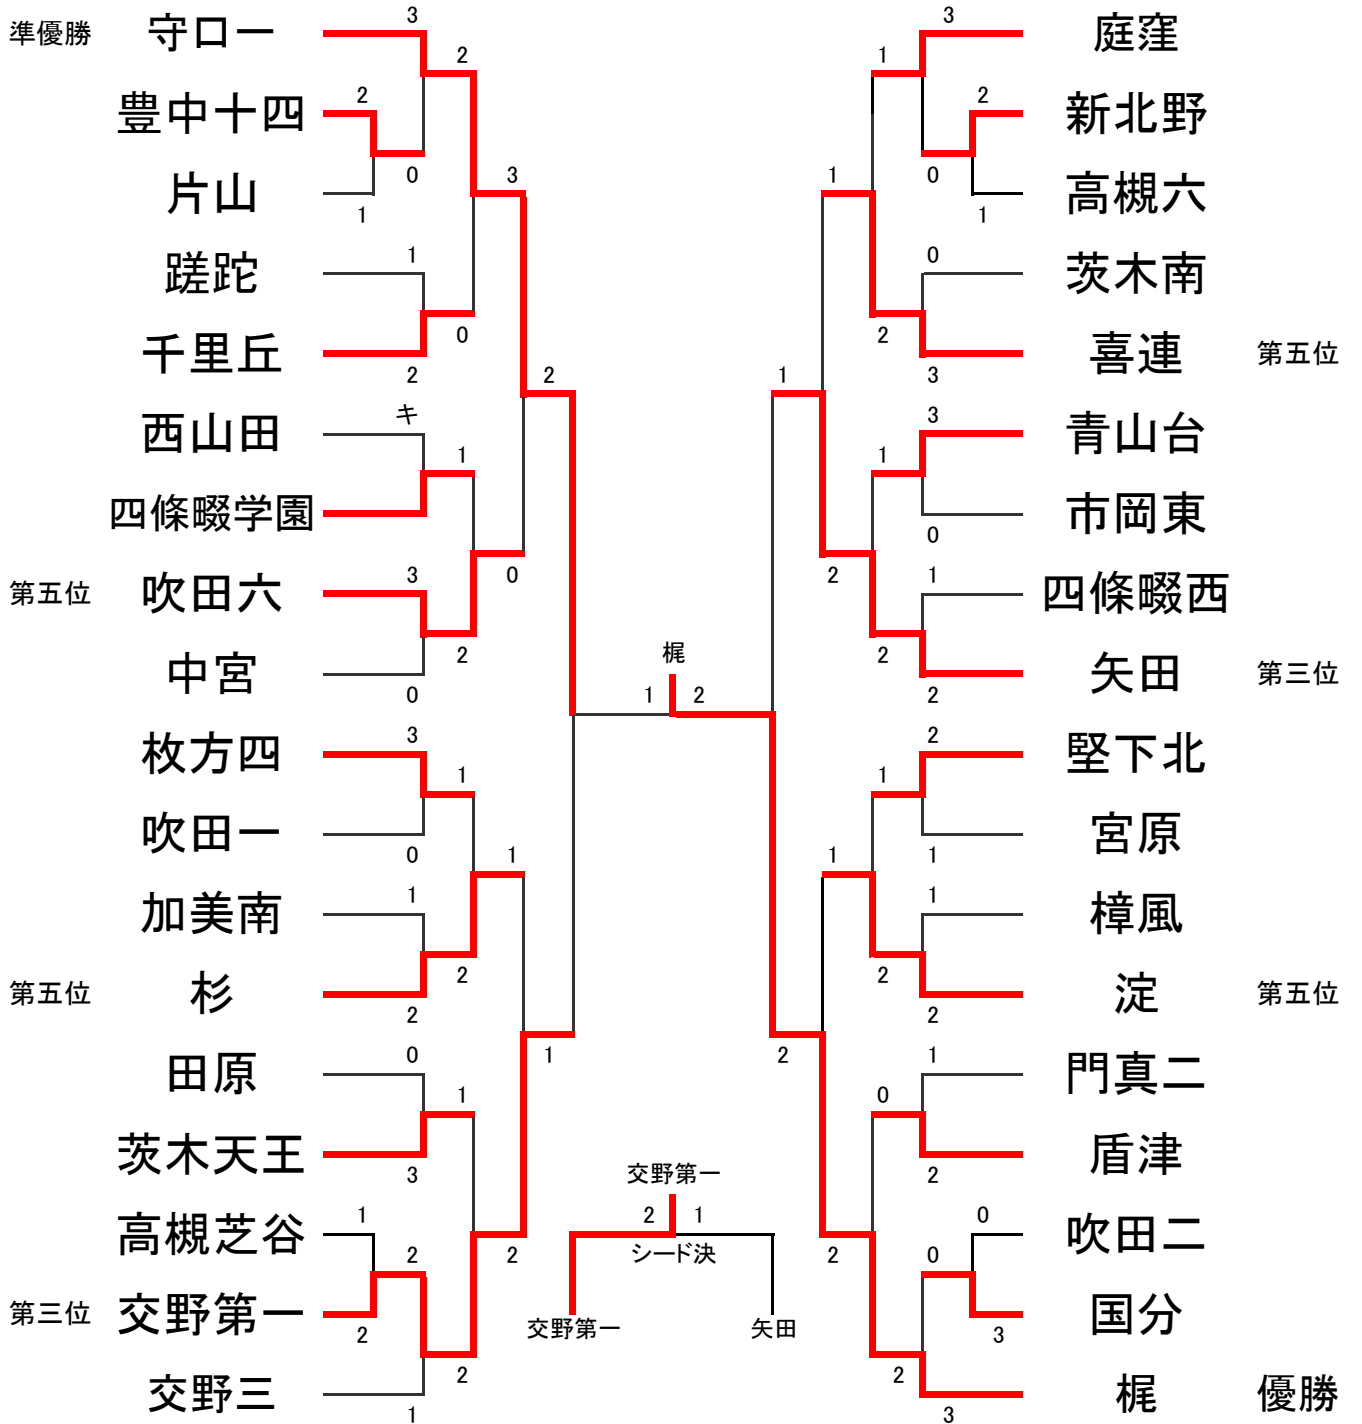 準優勝 守口一 3 3 庭窪
2 1
豊中十四 2 2 新北野
0 3 1 0
片山 1 1 高槻六
蹉跎 1 0 茨木南
0 2
千里丘 2 2 1 3 喜連 第五位
西山田 キ 3 青山台
1 1
四條畷学園 0 市岡東
0 2
第五位 吹田六 3 1 四條畷西
2 梶 2
中宮 0 1 2 2 矢田 第三位
枚方四 3 2 堅下北
1 1
吹田一 0 1 1 1 宮原
加美南 1 1 樟風
2 2
第五位 杉 2 2 淀 第五位
田原 0 1 2 1 門真二
1 0
茨木天王 3 交野第一 2 盾津
高槻芝谷 1 2 1 0 吹田二
2 2 シード決 2 0
第三位 交野第一 2 交野第一 矢田 3 国分
2 2
交野三 1 3 梶 優勝